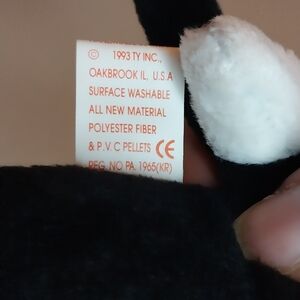 © 1993 TY INC.,
OAKBROOK IL. U.S.A
SURFACE WASHABLE
ALL NEW MATERIAL
POLYESTER FIBER
& P.V.C PELLETS CE
REG. NO PA. 1965(KR)